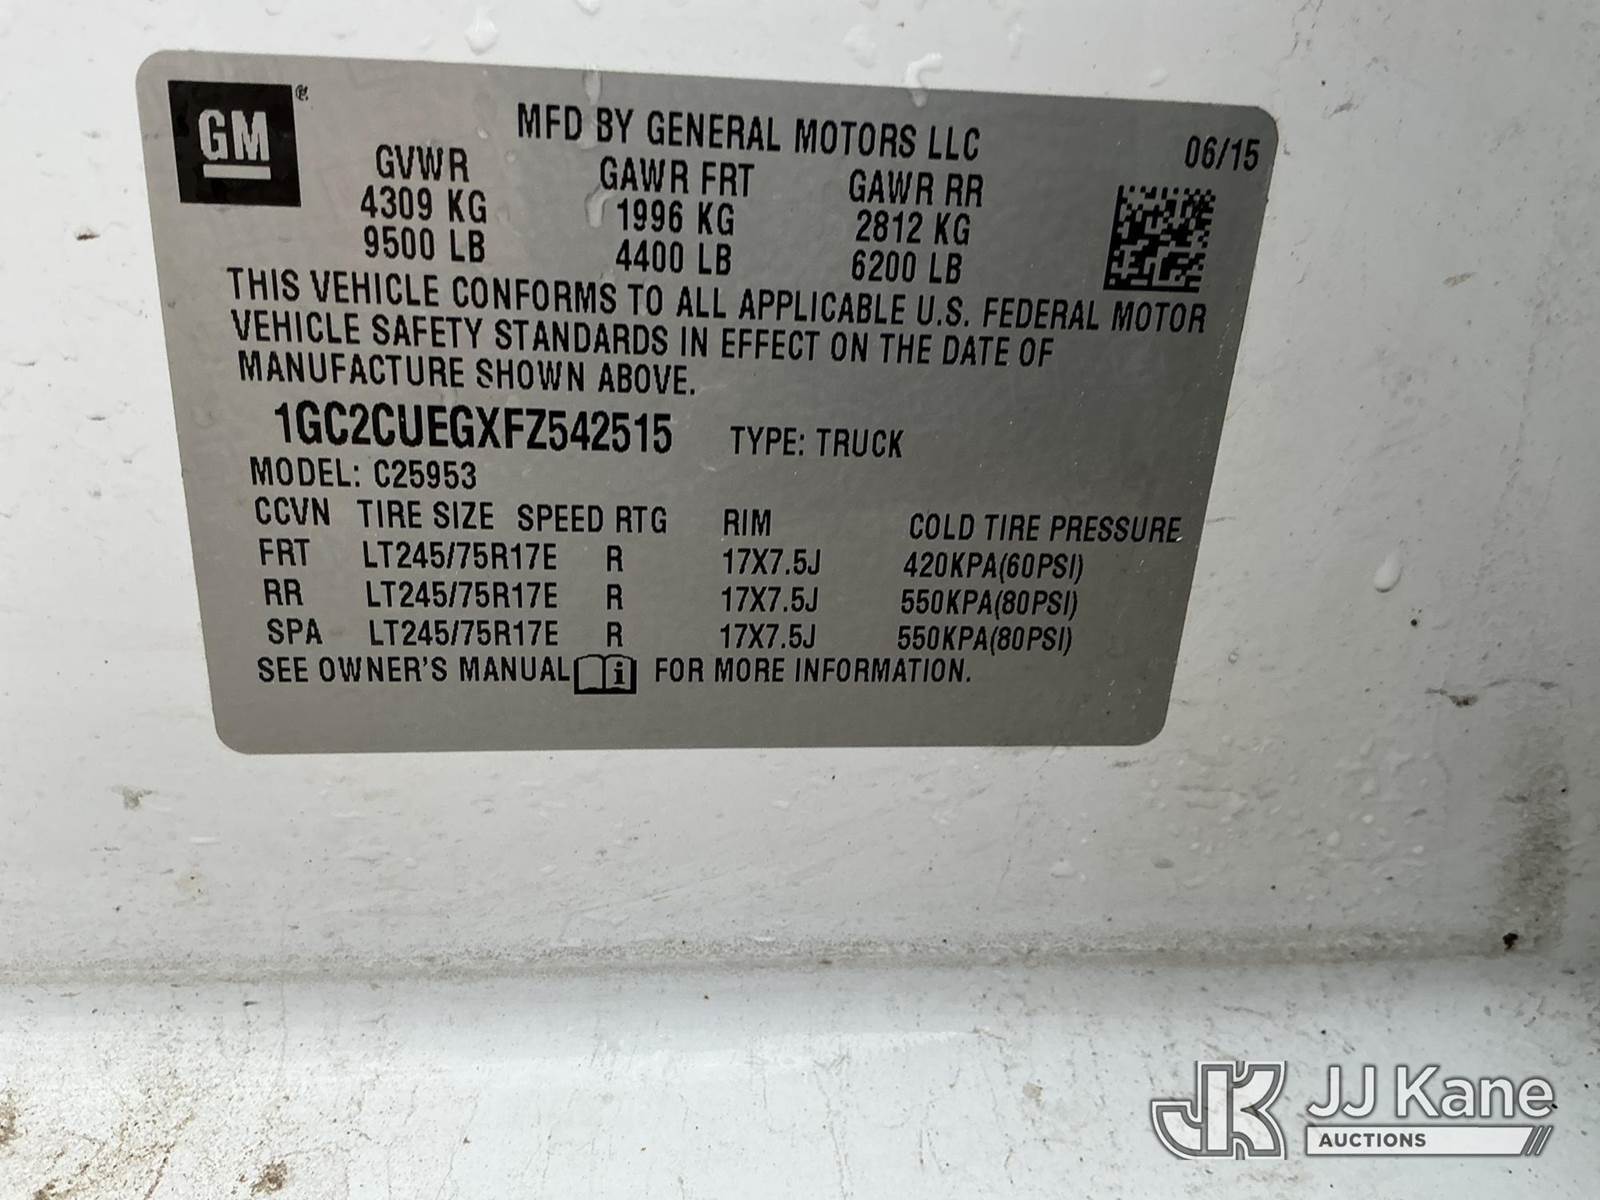 GM
MFD BY GENERAL MOTORS LLC 06/15
GVWR GAWR FRT GAWR RR
4309 KG 1996 KG 2812 KG
9500 LB 4400 LB 6200 LB
THIS VEHICLE CONFORMS TO ALL APPLICABLE U.S. FEDERAL MOTOR
VEHICLE SAFETY STANDARDS IN EFFECT ON THE DATE OF
MANUFACTURE SHOWN ABOVE.
1GC2CUEGXFZ542515 TYPE: TRUCK
MODEL: C25953
CCVN TIRE SIZE SPEED RTG RIM COLD TIRE PRESSURE
FRT LT245/75R17E R 17X7.5J 420KPA(60PSI)
RR LT245/75R17E R 17X7.5J 550KPA(80PSI)
SPA LT245/75R17E R 17X7.5J 550KPA(80PSI)
SEE OWNER'S MANUAL i FOR MORE INFORMATION.
JK JJ Kane
AUCTIONS